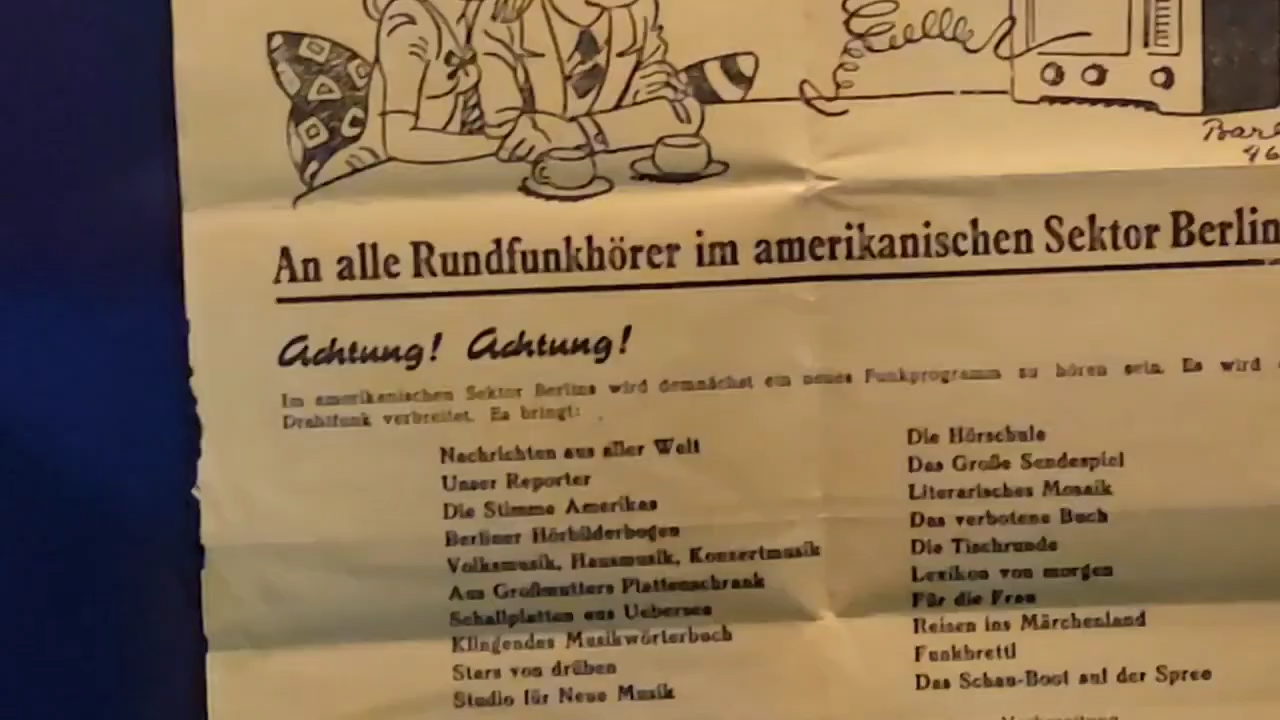 Barl
46
An alle Rundfunkhörer im amerikanischen Sektor Berlin
Achtung! Achtung!
Im amerikanischen Sektor Berlins wird demnächst ein neues Funkprogramm zu hören sein. Es wird
Drahtfunk verbreitet. Es bringt:
Nachrichten aus aller Welt
Unser Reporter
Die Stimme Amerikas
Berliner Hörbilderbogen
Volksmusik, Hausmusik, Konzertmusik
Aus Großmutters Plattenschrank
Schallplatten aus Uebersee
Klingendes Musikwörterbuch
Stars von drüben
Studio für Neue Musik
Die Hörschule
Das Große Sendespiel
Literarisches Mosaik
Das verbotene Buch
Die Tischrunde
Lexikon von morgen
Für die Frau
Reisen ins Märchenland
Funkbrettl
Das Schau-Boot auf der Spree